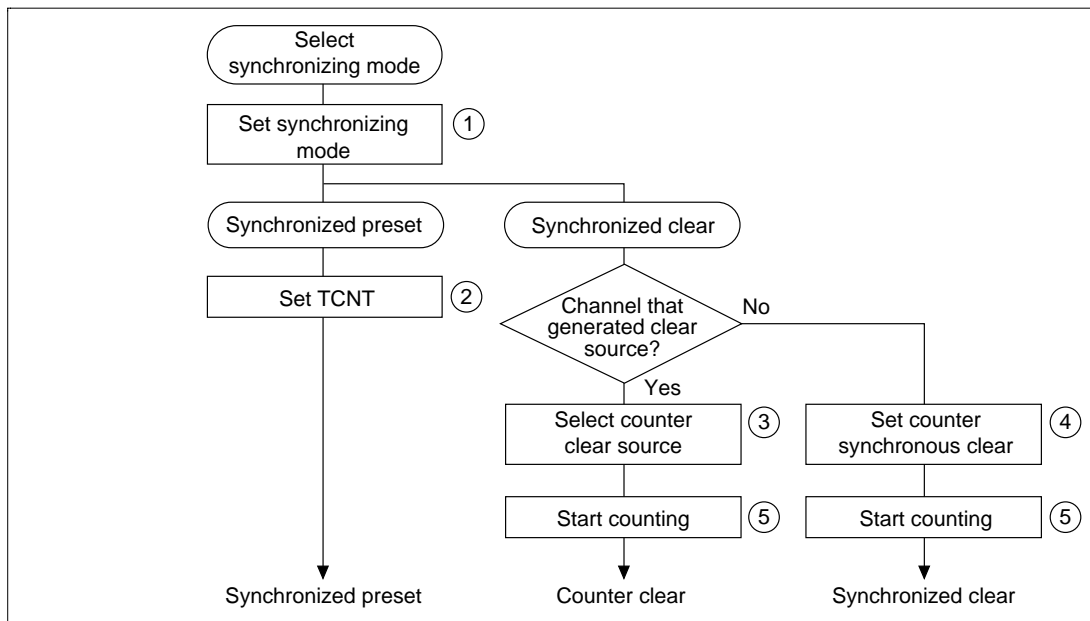 Select
synchronizing mode
Set synchronizing
mode
1
Synchronized preset
Synchronized clear
Set TCNT
2
Channel that
generated clear
source?
No
Yes
Select counter
clear source
3
Set counter
synchronous clear
4
Start counting
5
Start counting
5
Synchronized preset
Counter clear
Synchronized clear